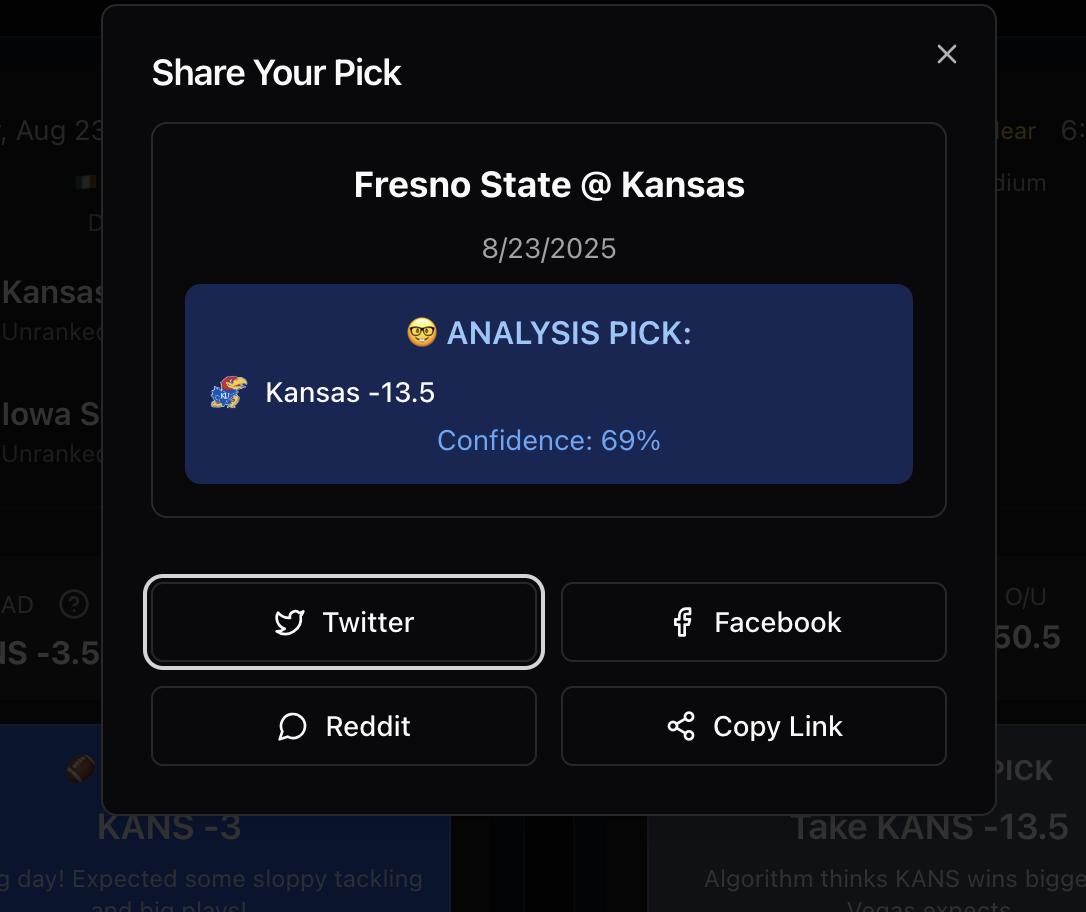 Share Your Pick
, Aug 23
lear
6:
dium
D
Fresno State @ Kansas
8/23/2025
ANALYSIS PICK:
KU
Kansas -13.5
Confidence: 69%
Kansas
Unranked
Iowa S
Unranked
Twitter
Facebook
Reddit
Copy Link
AD ?
NS -3.5
O/U
50.5
PICK
KANS -3
Take KANS -13.5
g day! Expected some sloppy tackling
and big plays!
Algorithm thinks KANS wins bigge
Vegas expects